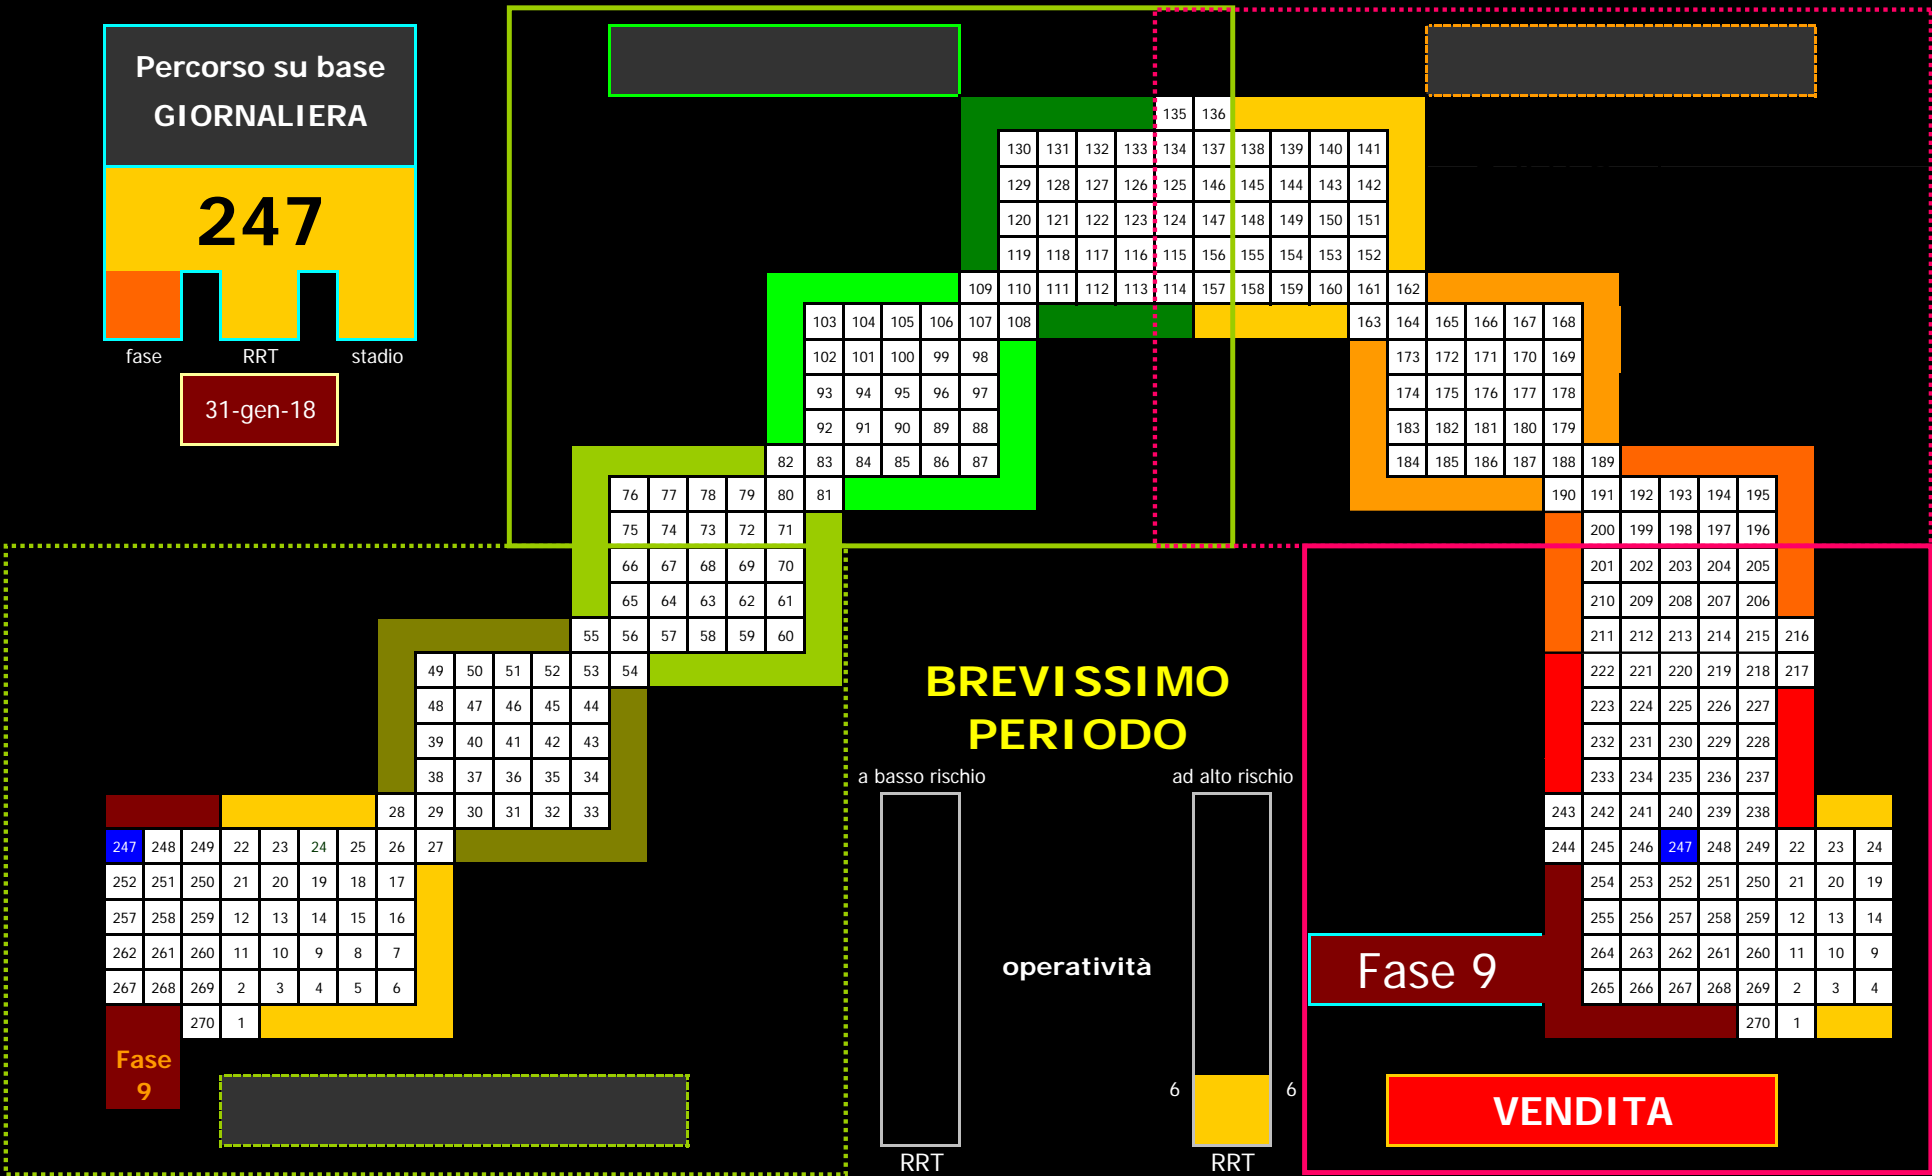 Percorso su base
GIORNALIERA
247
fase RRT stadio
31-gen-18
135 136
130 131 132 133 134 137 138 139 140 141
129 128 127 126 125 146 145 144 143 142
120 121 122 123 124 147 148 149 150 151
119 118 117 116 115 156 155 154 153 152
109 110 111 112 113 114 157 158 159 160 161 162
103 104 105 106 107 108 163 164 165 166 167 168
102 101 100 99 98 173 172 171 170 169
93 94 95 96 97 174 175 176 177 178
92 91 90 89 88 183 182 181 180 179
82 83 84 85 86 87 184 185 186 187 188 189
76 77 78 79 80 81 190 191 192 193 194 195
75 74 73 72 71 200 199 198 197 196
66 67 68 69 70 201 202 203 204 205
65 64 63 62 61 210 209 208 207 206
55 56 57 58 59 60 211 212 213 214 215 216
49 50 51 52 53 54 222 221 220 219 218 217
48 47 46 45 44 223 224 225 226 227
39 40 41 42 43 232 231 230 229 228
38 37 36 35 34 233 234 235 236 237
28 29 30 31 32 33 243 242 241 240 239 238
247 248 249 22 23 24 25 26 27 244 245 246 247 248 249 22 23 24
252 251 250 21 20 19 18 17 254 253 252 251 250 21 20 19
257 258 259 12 13 14 15 16 255 256 257 258 259 12 13 14
262 261 260 11 10 9 8 7 264 263 262 261 260 11 10 9
267 268 269 2 3 4 5 6 265 266 267 268 269 2 3 4
270 1 270 1
Fase
9
BREVISSIMO
PERIODO
a basso rischio ad alto rischio
operatività
6 6
RRT RRT
Fase 9
VENDITA